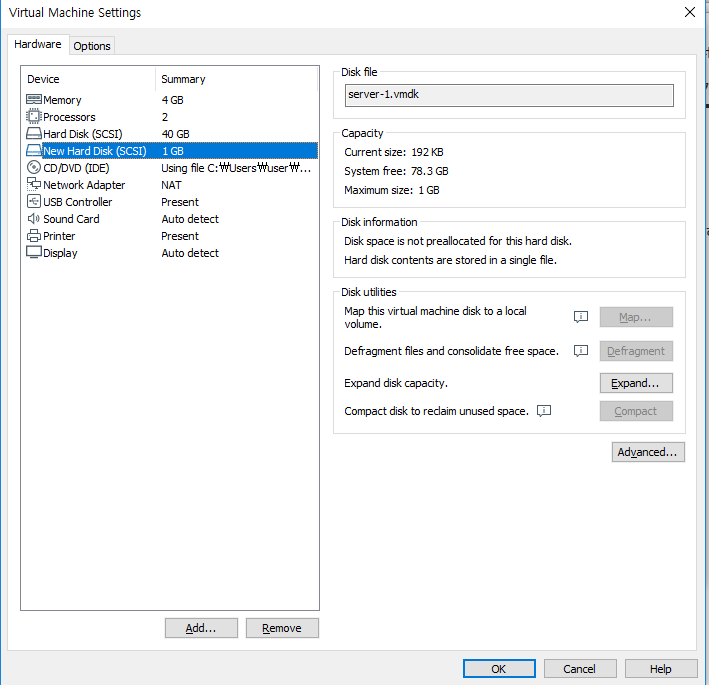 Virtual Machine Settings
Hardware Options
Device Summary
Memory 4 GB
Processors 2
Hard Disk (SCSI) 40 GB
New Hard Disk (SCSI) 1 GB
CD/DVD (IDE) Using file C:₩Users₩user₩...
Network Adapter NAT
USB Controller Present
Sound Card Auto detect
Printer Present
Display Auto detect
Add... Remove
Disk file
server-1.vmdk
Capacity
Current size: 192 KB
System free: 78.3 GB
Maximum size: 1 GB
Disk information
Disk space is not preallocated for this hard disk.
Hard disk contents are stored in a single file.
Disk utilities
Map this virtual machine disk to a local
volume.
Map...
Defragment files and consolidate free space. Defragment
Expand disk capacity. Expand...
Compact disk to reclaim unused space. Compact
Advanced...
OK Cancel Help